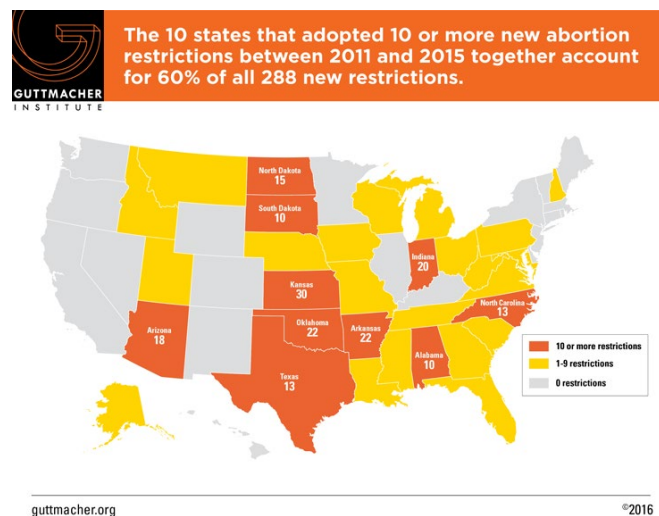 The 10 states that adopted 10 or more new abortion
restrictions between 2011 and 2015 together account
for 60% of all 288 new restrictions.
GUTTMACHER
INSTITUTE
North Dakota
15
South Dakota
10
Indiana
20
Kansas
30
North Carolina
13
Oklahoma
22
Arkansas
22
Arizona
18
Alabama
10
Texas
13
10 or more restrictions
1-9 restrictions
0 restrictions
guttmacher.org
©2016